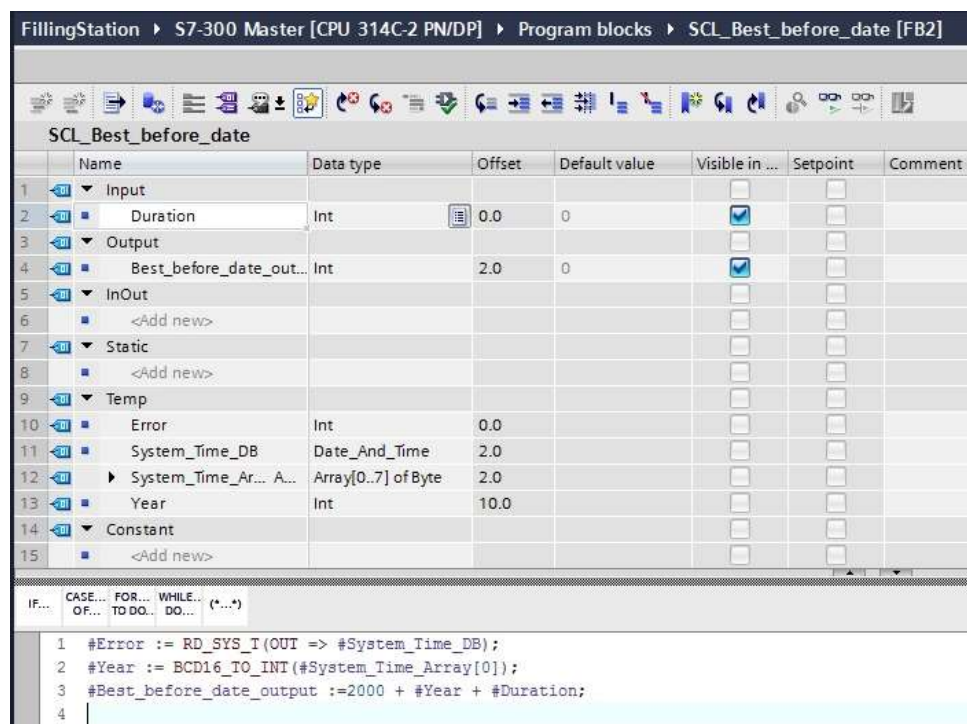 FillingStation ▸ S7-300 Master [CPU 314C-2 PN/DP] ▸ Program blocks ▸ SCL_Best_before_date [FB2]
SCL_Best_before_date
Name Data type Offset Default value Visible in ... Setpoint Comment
1 Input
2 Duration Int 0.0 0
3 Output
4 Best_before_date_out... Int 2.0 0
5 InOut
6 <Add new>
7 Static
8 <Add new>
9 Temp
10 Error Int 0.0
11 System_Time_DB Date_And_Time 2.0
12 System_Time_Ar... A... Array[0..7] of Byte 2.0
13 Year Int 10.0
14 Constant
15 <Add new>
IF... CASE... OF... FOR... TO DO... WHILE... DO... (*...*)
1 #Error := RD_SYS_T(OUT => #System_Time_DB);
2 #Year := BCD16_TO_INT(#System_Time_Array[0]);
3 #Best_before_date_output :=2000 + #Year + #Duration;
4